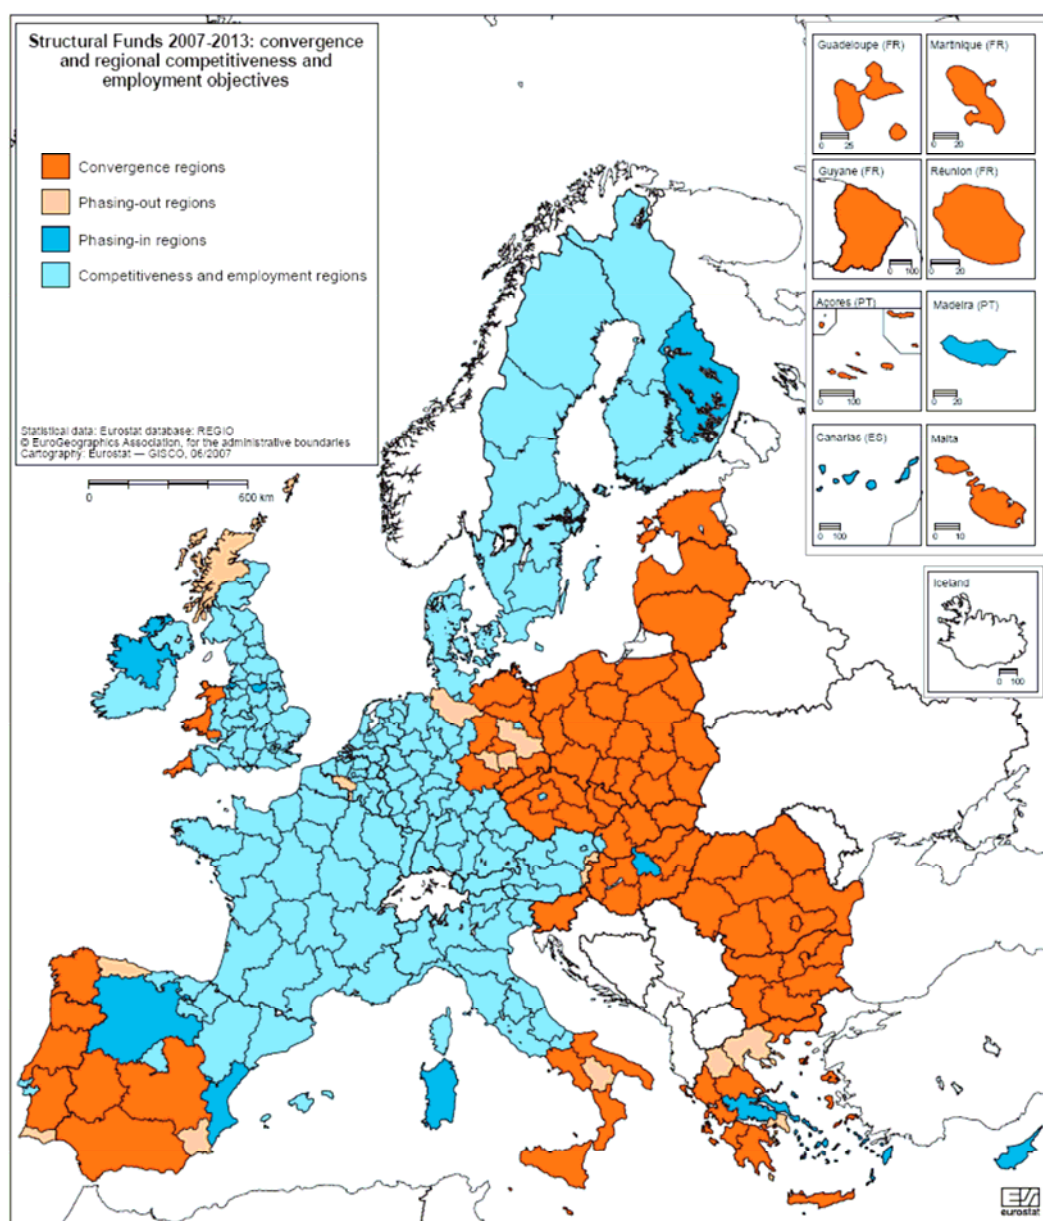 Structural Funds 2007-2013: convergence
and regional competitiveness and
employment objectives
Convergence regions
Phasing-out regions
Phasing-in regions
Competitiveness and employment regions
Statistical data: Eurostat database: REGIO
© EuroGeographics Association, for the administrative boundaries
Cartography: Eurostat — GISCO, 06/2007
0 600 km
Guadeloupe (FR)
0 25
Martinique (FR)
0 20
Guyane (FR)
0 100
Réunion (FR)
0 20
Açores (PT)
0 100
Madeira (PT)
0 20
Canarias (ES)
0 100
Malta
0 10
Iceland
0 100
eurostat